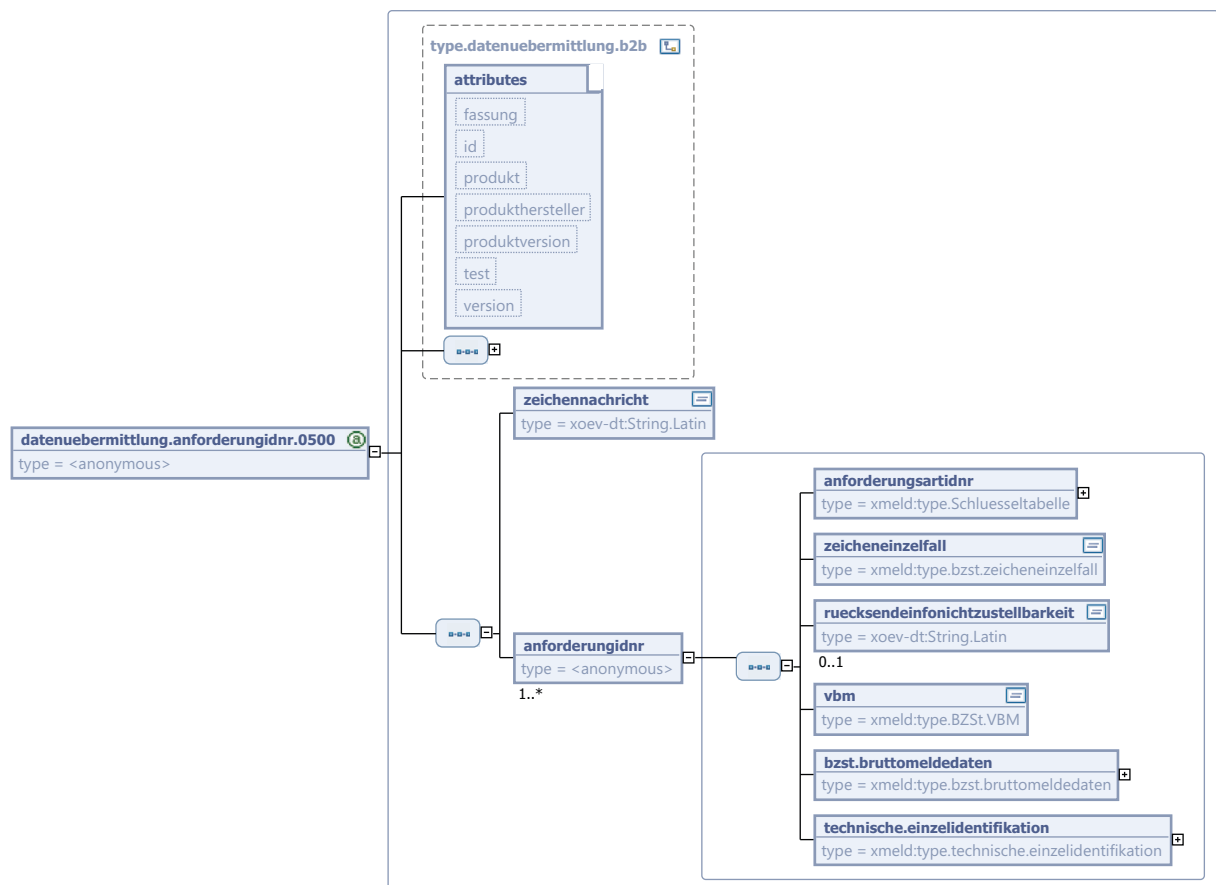 type.datenuebermittlung.b2b
attributes
fassung
id
produkt
produkthersteller
produktversion
test
version
datenuebermittlung.anforderungidnr.0500
type = <anonymous>
zeichennachricht
type = xoev-dt:String.Latin
anforderungidnr
type = <anonymous>
1..*
anforderungsartidnr
type = xmeld:type.Schluesseltabelle
zeicheneinzelfall
type = xmeld:type.bzst.zeicheneinzelfall
ruecksendeinfonichtzustellbarkeit
type = xoev-dt:String.Latin
0..1
vbm
type = xmeld:type.BZSt.VBM
bzst.bruttomeldedaten
type = xmeld:type.bzst.bruttomeldedaten
technische.einzelidentifikation
type = xmeld:type.technische.einzelidentifikation